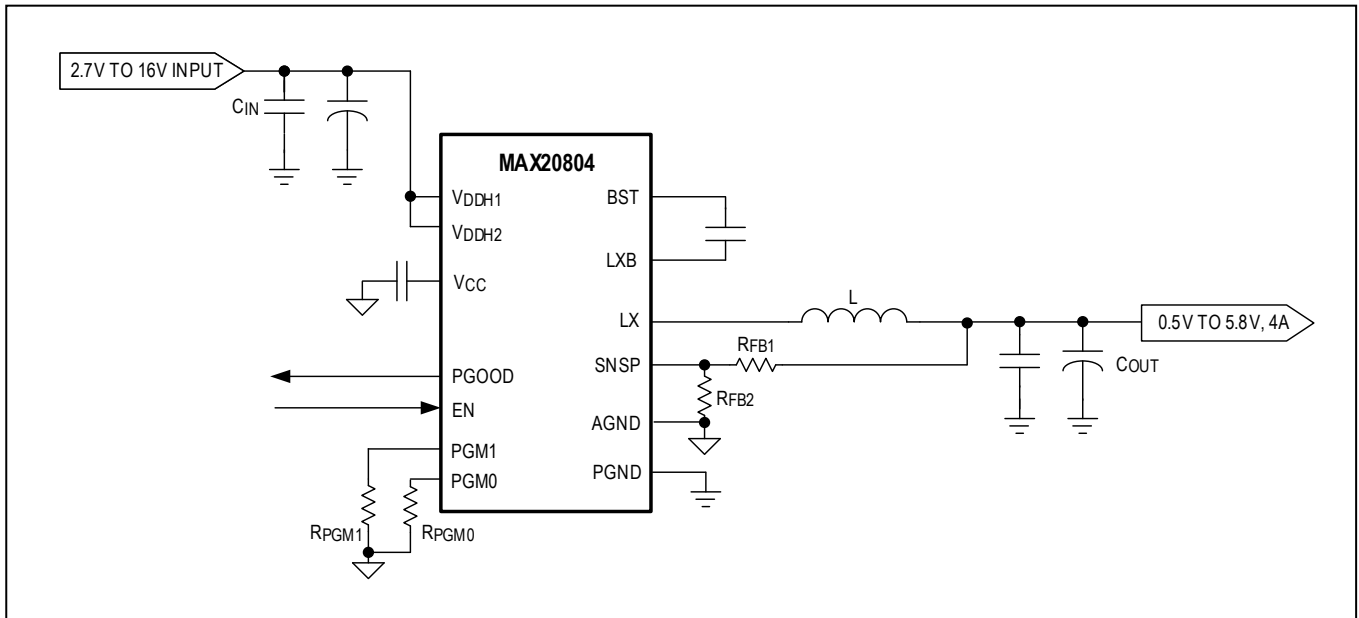 2.7V TO 16V INPUT
CIN
MAX20804
VDDH1
VDDH2
VCC
PGOOD
EN
PGM1
PGM0
RPGM1
RPGM0
BST
LXB
LX
SNSP
AGND
PGND
L
RFB1
RFB2
COUT
0.5V TO 5.8V, 4A